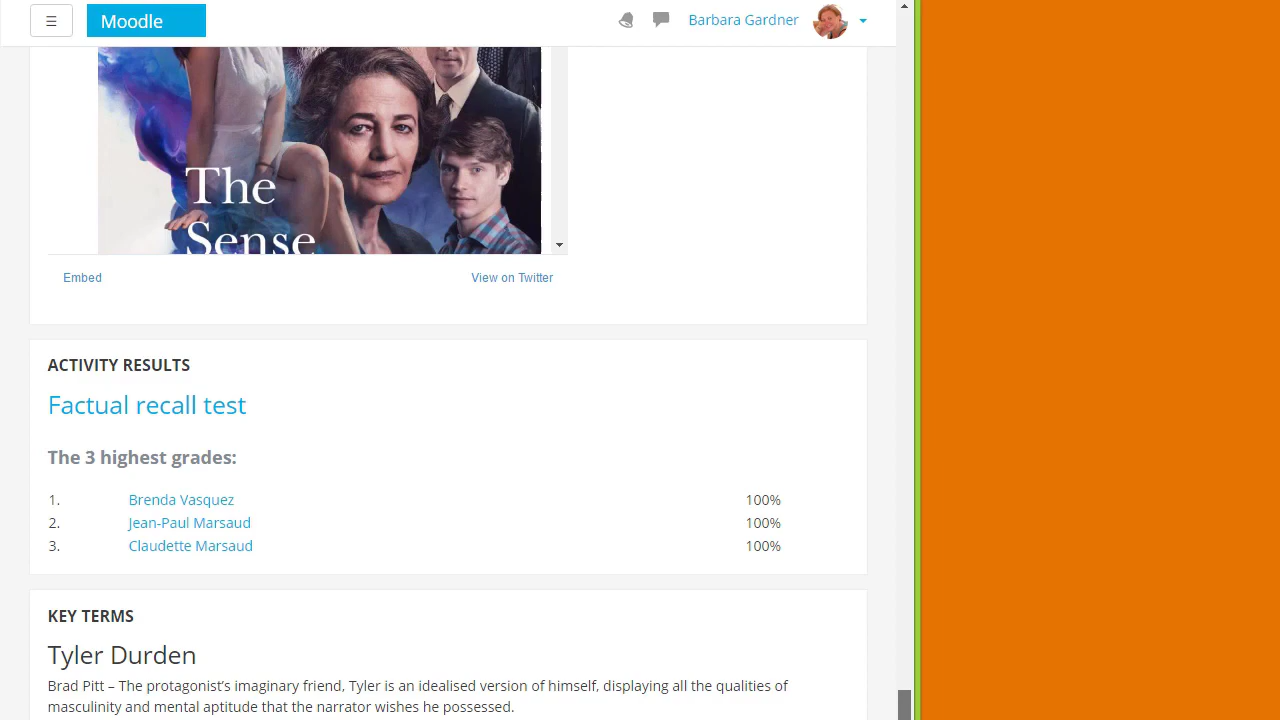 ☰ Moodle Barbara Gardner
The
Sense
Embed View on Twitter
ACTIVITY RESULTS
Factual recall test
The 3 highest grades:
1. Brenda Vasquez 100%
2. Jean-Paul Marsaud 100%
3. Claudette Marsaud 100%
KEY TERMS
Tyler Durden
Brad Pitt – The protagonist’s imaginary friend, Tyler is an idealised version of himself, displaying all the qualities of
masculinity and mental aptitude that the narrator wishes he possessed.